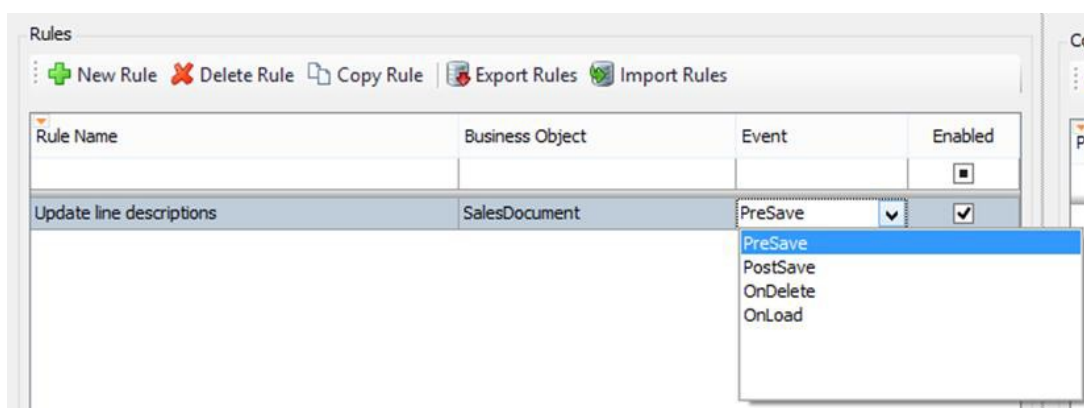 Rules
New Rule Delete Rule Copy Rule Export Rules Import Rules
Rule Name Business Object Event Enabled
Update line descriptions SalesDocument PreSave
PreSave
PostSave
OnDelete
OnLoad